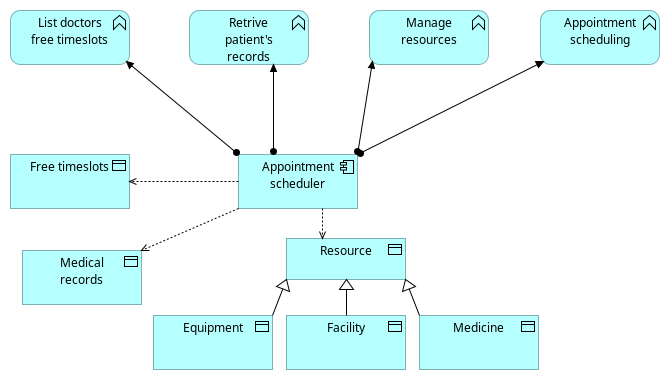 List doctors
free timeslots
Retrive
patient's
records
Manage
resources
Appointment
scheduling
Free timeslots
Appointment
scheduler
Medical
records
Resource
Equipment
Facility
Medicine